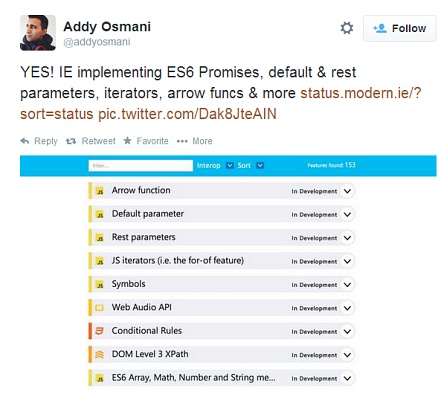 Addy Osmani
@addyosmani
Follow
YES! IE implementing ES6 Promises, default & rest
parameters, iterators, arrow funcs & more status.modern.ie/?
sort=status pic.twitter.com/Dak8JteAIN
Reply Retweet Favorite ••• More
Filter... Interop Sort Features found: 153
JS Arrow function In Development
JS Default parameter In Development
JS Rest parameters In Development
JS JS iterators (i.e. the for-of feature) In Development
JS Symbols In Development
Web Audio API In Development
Conditional Rules In Development
DOM Level 3 XPath In Development
JS ES6 Array, Math, Number and String me... In Development